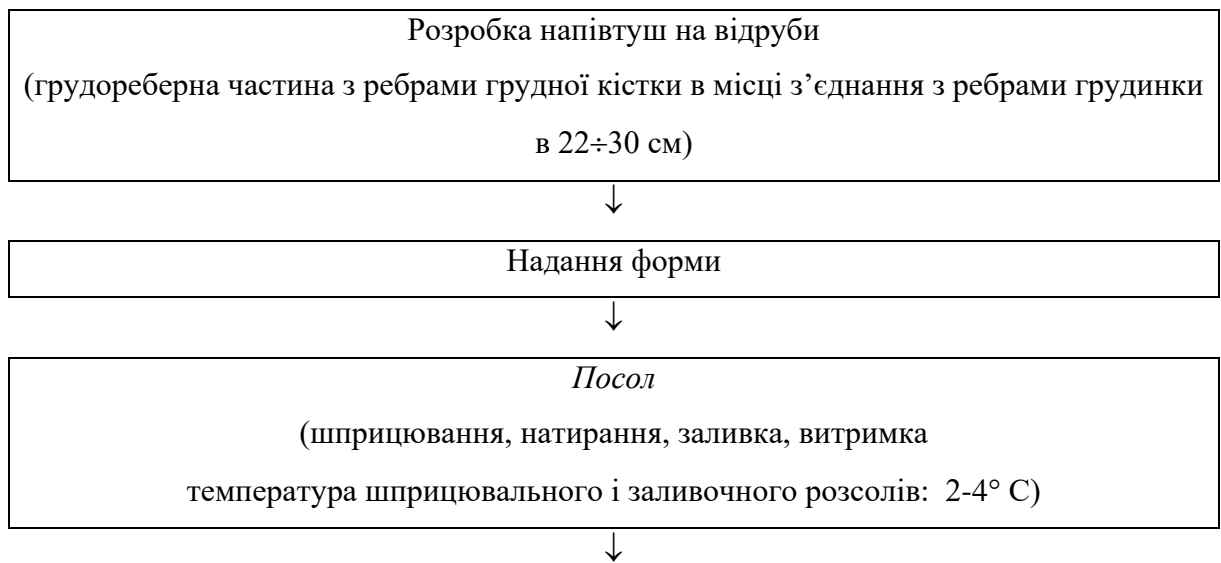 Розробка напівтуш на відруби
(грудореберна частина з ребрами грудної кістки в місці з’єднання з ребрами грудинки
в 22÷30 см)
↓
Надання форми
↓
Посол
(шприцювання, натирання, заливка, витримка
температура шприцювального і заливочного розсолів: 2-4° С)
↓